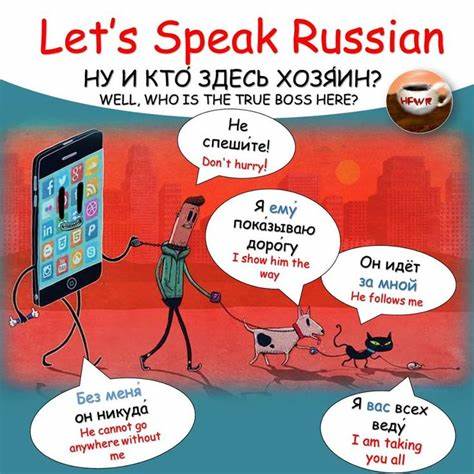 Let's Speak Russian
НУ И КТО́ ЗДЕСЬ ХОЗЯ́ИН?
WELL, WHO IS THE TRUE BOSS HERE?
HFWR
Не
спеши́те!
Don't hurry!
Я ему́
пока́зываю
доро́гу
I show him the
way
Он идёт
за мной
He follows me
Без меня́
он никуда́
He cannot go
anywhere without
me
Я вас всех
веду́
I am taking
you all